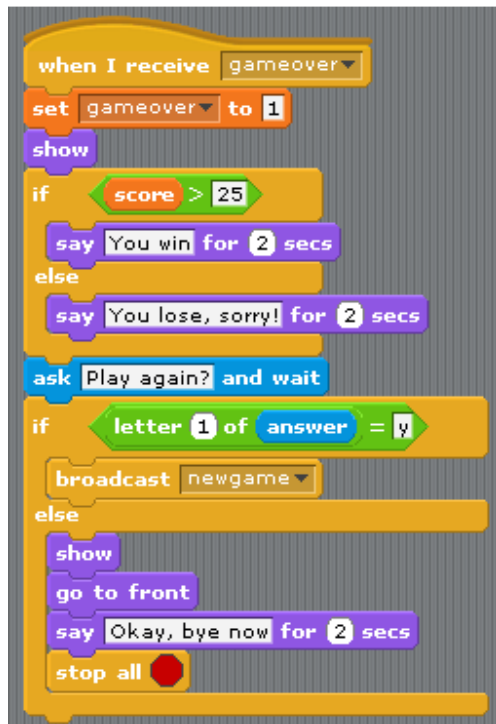 when I receive gameover
set gameover to 1
show
if score > 25
say You win for 2 secs
else
say You lose, sorry! for 2 secs
ask Play again? and wait
if letter 1 of answer = y
broadcast newgame
else
show
go to front
say Okay, bye now for 2 secs
stop all